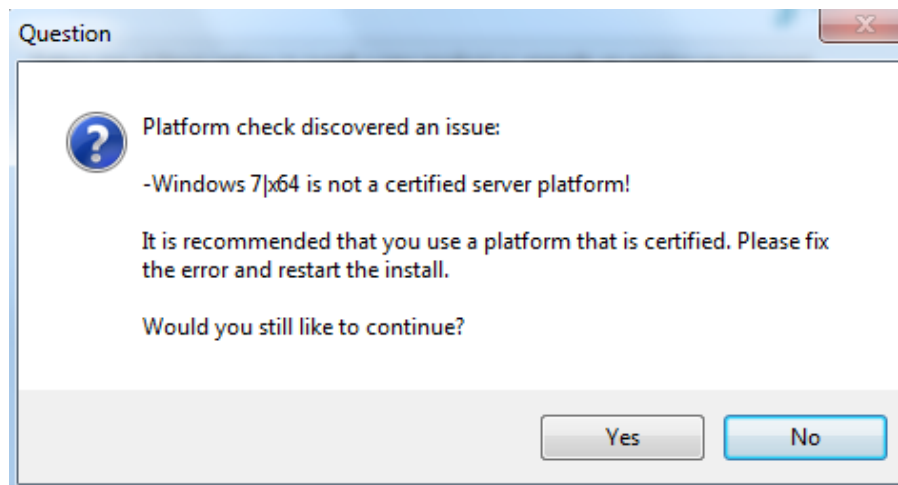 Question
Platform check discovered an issue:
-Windows 7|x64 is not a certified server platform!
It is recommended that you use a platform that is certified. Please fix
the error and restart the install.
Would you still like to continue?
Yes
No